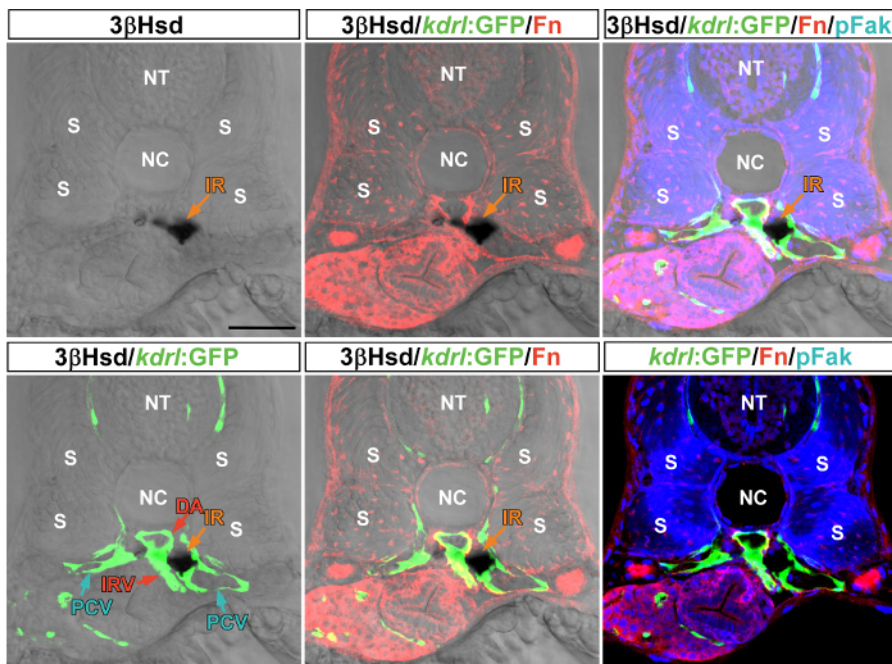 3βHsd
3βHsd/kdrl:GFP/Fn
3βHsd/kdrl:GFP/Fn/pFak
NT
NT
NT
S
S
S
S
S
S
NC
NC
NC
IR
IR
IR
S
S
S
S
S
S
3βHsd/kdrl:GFP
3βHsd/kdrl:GFP/Fn
kdrl:GFP/Fn/pFak
NT
NT
NT
S
S
S
S
S
S
NC
NC
NC
DA
IR
IR
S
S
S
S
S
S
IRV
PCV
PCV